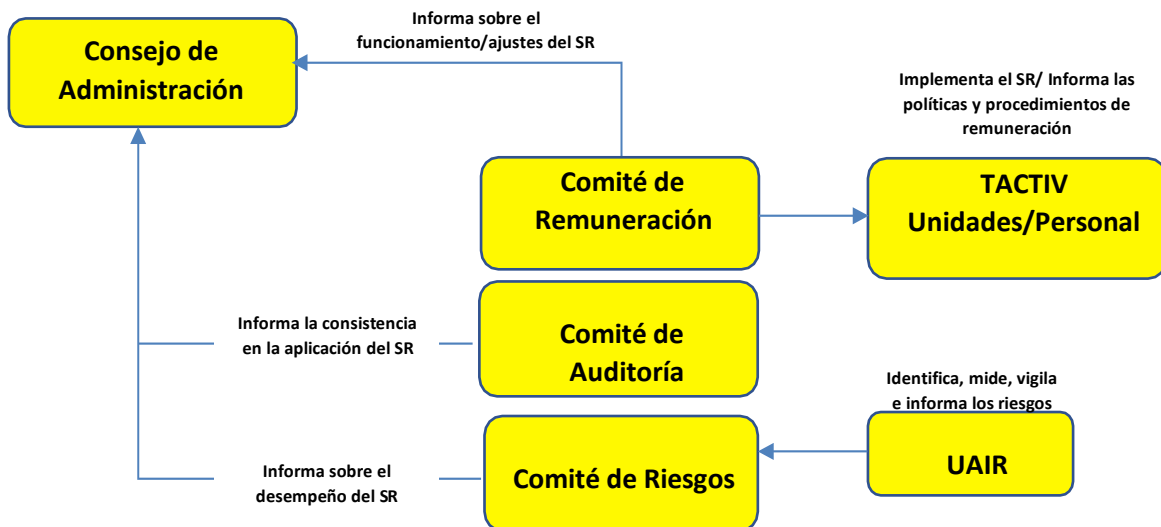 Informa sobre el
funcionamiento/ajustes del SR
Consejo de
Administración
Implementa el SR/ Informa las
políticas y procedimientos de
remuneración
Comité de
Remuneración
TACTIV
Unidades/Personal
Informa la consistencia
en la aplicación del SR
Comité de
Auditoría
Identifica, mide, vigila
e informa los riesgos
Informa sobre el
desempeño del SR
Comité de Riesgos
UAIR